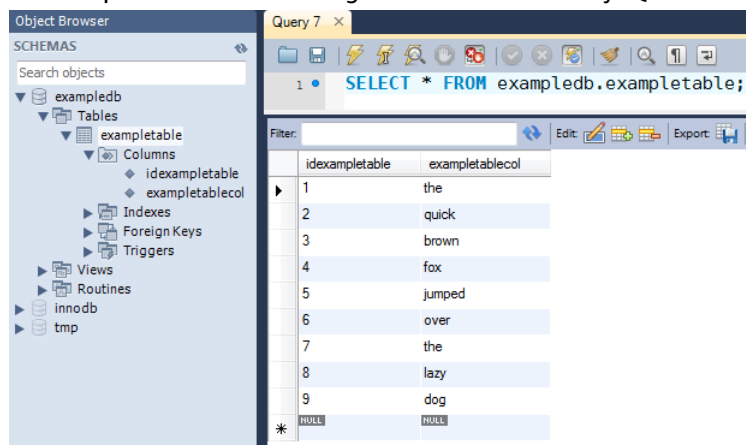 Object Browser
SCHEMAS
Search objects
exampledb
Tables
exampletable
Columns
idexampletable
exampletablecol
Indexes
Foreign Keys
Triggers
Views
Routines
innodb
tmp
Query 7
1 SELECT * FROM exampledb.exampletable;
Filter: Edit: Export:
idexampletable exampletablecol
1 the
2 quick
3 brown
4 fox
5 jumped
6 over
7 the
8 lazy
9 dog
NULL NULL